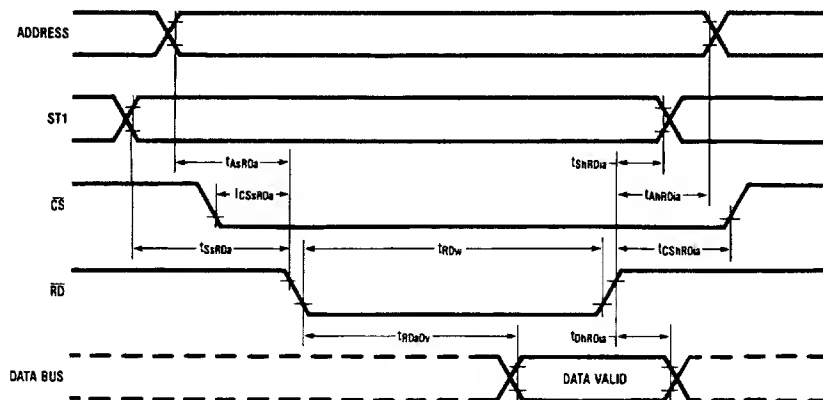 ADDRESS
ST1
tAsRDa
tShRDia
CS
tCSsRDa
tAhRDia
tSsRDa
tRDw
tCShRDia
RD
tRDaDv
tDhRDia
DATA BUS
DATA VALID